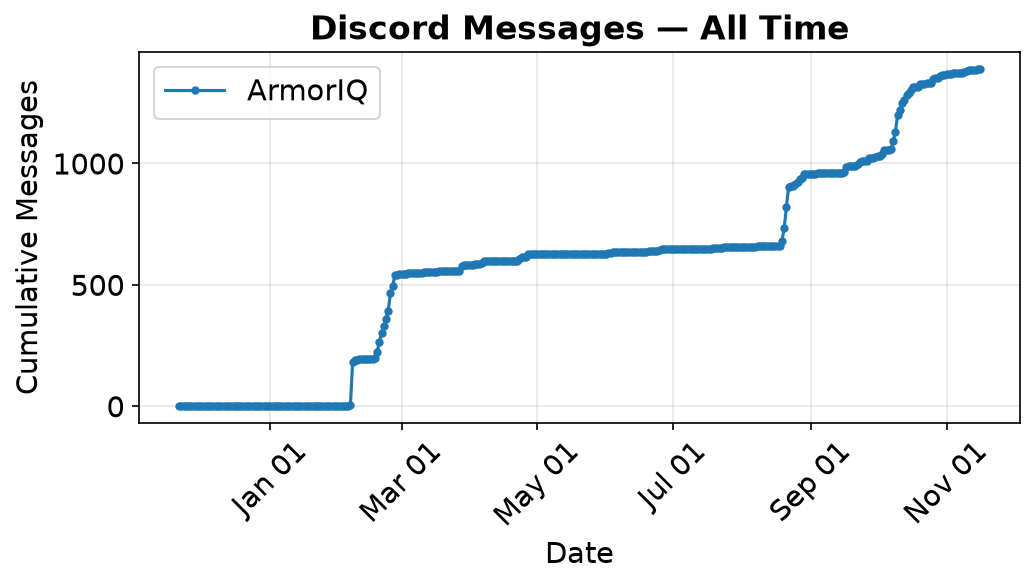 Discord Messages — All Time
ArmorIQ
Cumulative Messages
1000
500
0
Jan 01
Mar 01
May 01
Jul 01
Sep 01
Nov 01
Date